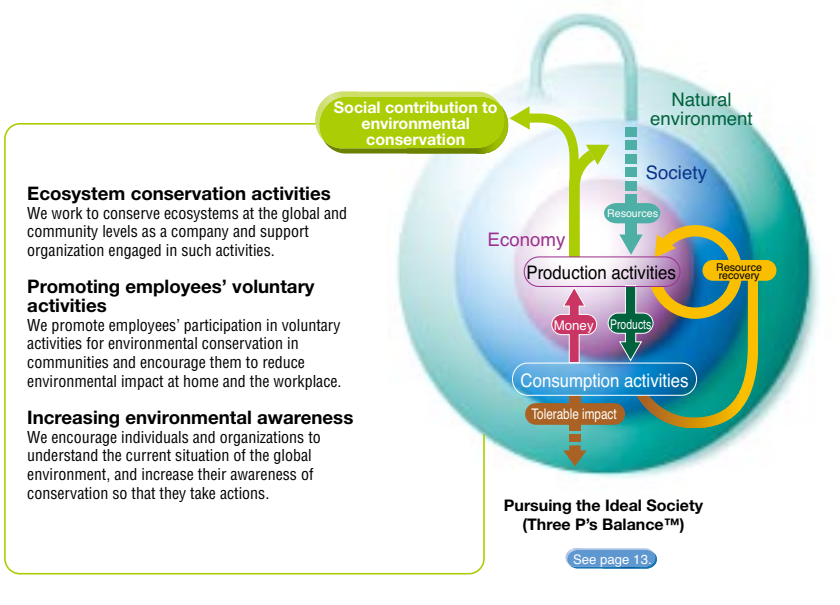 Social contribution to
environmental
conservation
Ecosystem conservation activities
We work to conserve ecosystems at the global and
community levels as a company and support
organization engaged in such activities.
Promoting employees’ voluntary
activities
We promote employees’ participation in voluntary
activities for environmental conservation in
communities and encourage them to reduce
environmental impact at home and the workplace.
Increasing environmental awareness
We encourage individuals and organizations to
understand the current situation of the global
environment, and increase their awareness of
conservation so that they take actions.
Natural
environment
Society
Resources
Economy
Production activities
Resource
recovery
Money
Products
Consumption activities
Tolerable impact
Pursuing the Ideal Society
(Three P’s Balance™)
See page 13.